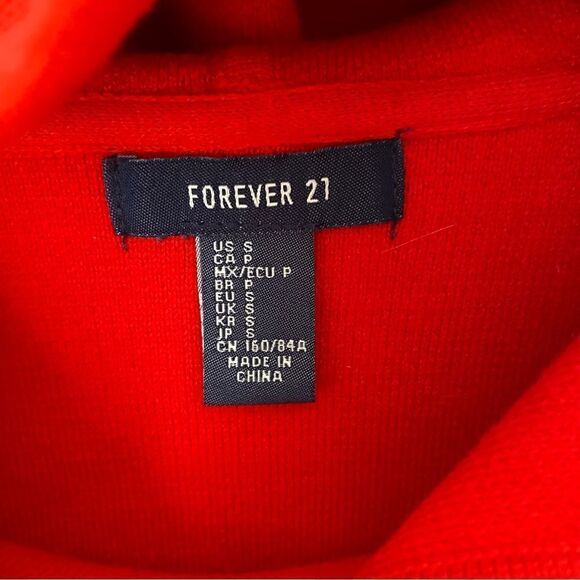 FOREVER 21
US S
CA P
MX/ECU P
BR P
EU S
UK S
KR S
JP S
CN 160/84A
MADE IN
CHINA